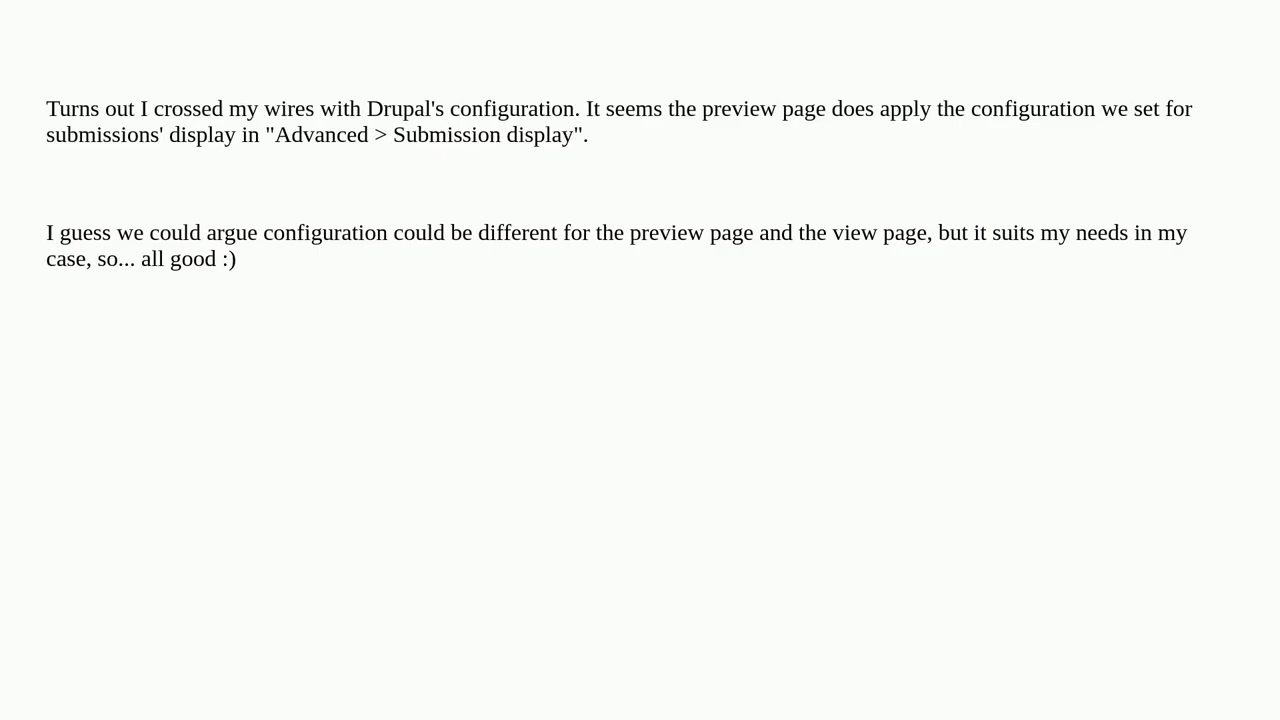 Turns out I crossed my wires with Drupal's configuration. It seems the preview page does apply the configuration we set for
submissions' display in "Advanced > Submission display".
I guess we could argue configuration could be different for the preview page and the view page, but it suits my needs in my
case, so... all good :)